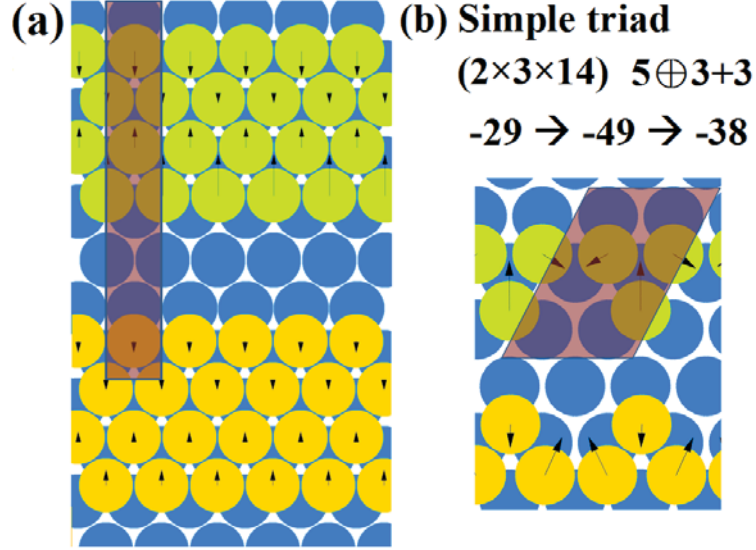 (a)
(b) Simple triad
(2×3×14) 5⊕3+3
-29 → -49 → -38